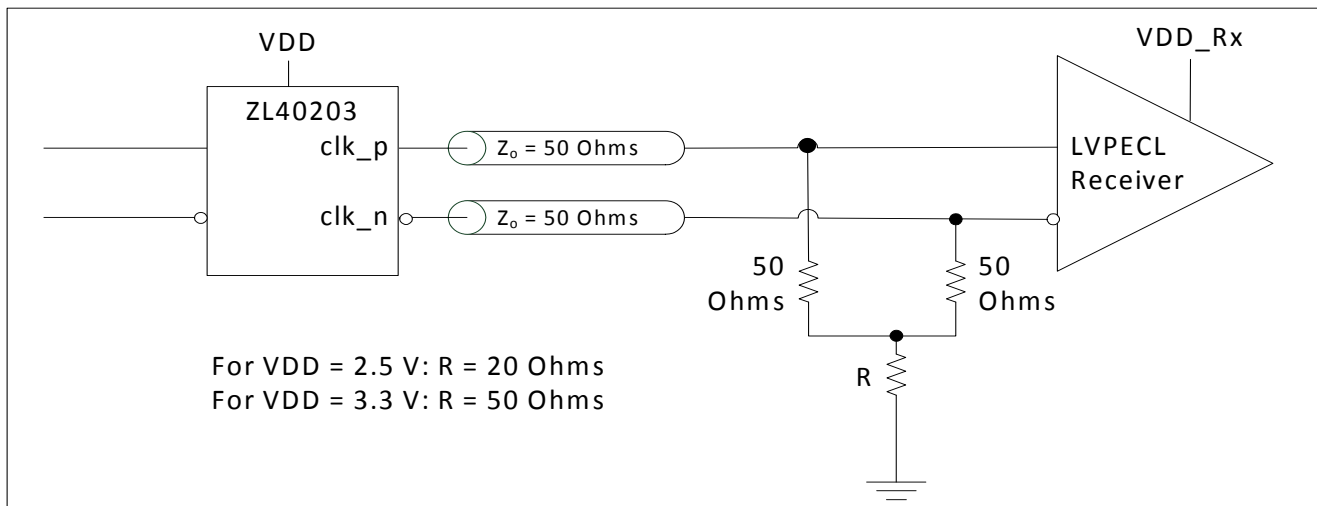 VDD
VDD_Rx
ZL40203
clk_p
Zo = 50 Ohms
LVPECL
Receiver
clk_n
Zo = 50 Ohms
50
Ohms
50
Ohms
For VDD = 2.5 V: R = 20 Ohms
For VDD = 3.3 V: R = 50 Ohms
R